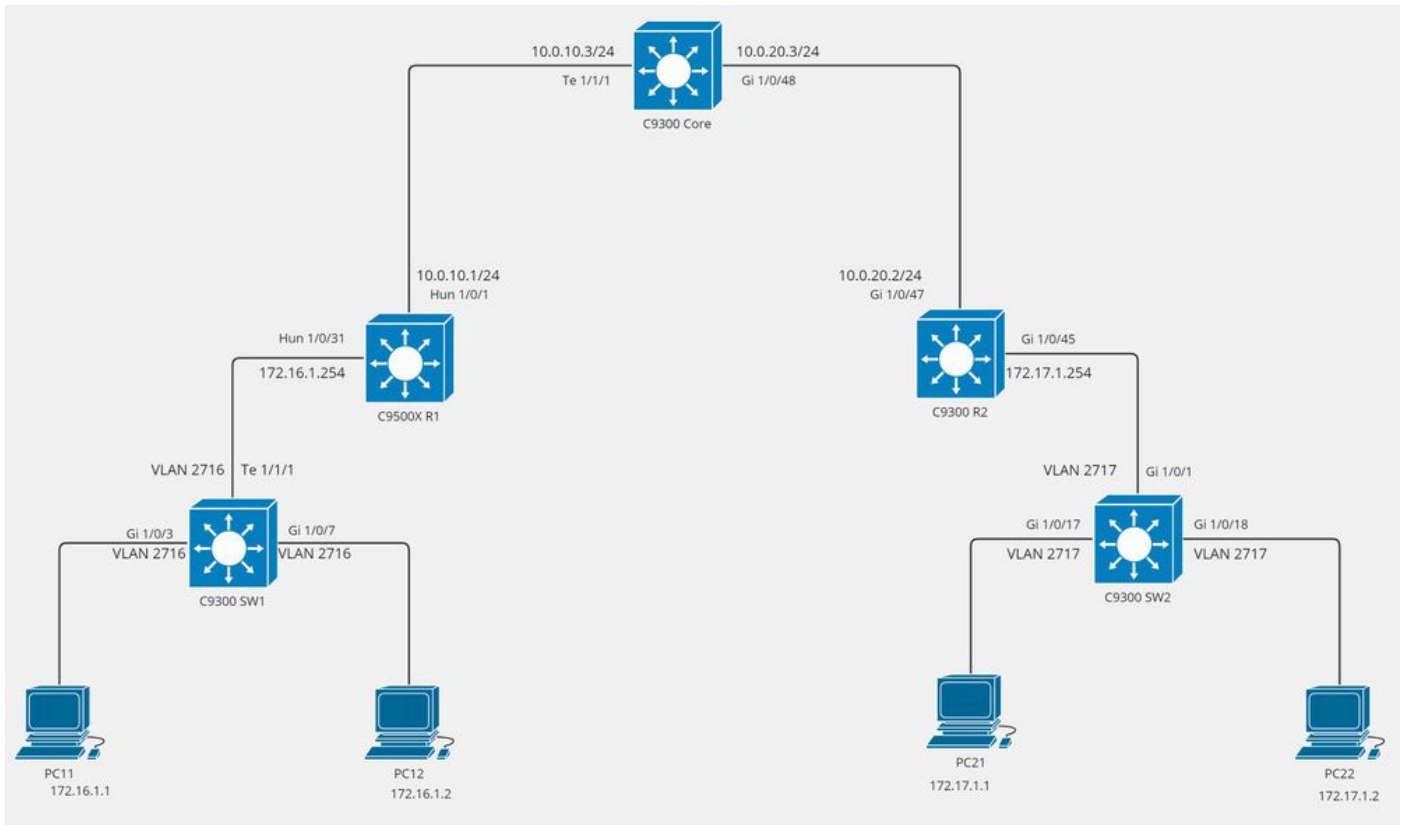 10.0.10.3/24
10.0.20.3/24
Te 1/1/1
Gi 1/0/48
C9300 Core
10.0.10.1/24
Hun 1/0/1
10.0.20.2/24
Gi 1/0/47
Hun 1/0/31
172.16.1.254
C9500X R1
Gi 1/0/45
172.17.1.254
C9300 R2
VLAN 2716
Te 1/1/1
VLAN 2717
Gi 1/0/1
Gi 1/0/3
VLAN 2716
Gi 1/0/7
VLAN 2716
C9300 SW1
Gi 1/0/17
VLAN 2717
Gi 1/0/18
VLAN 2717
C9300 SW2
PC11
172.16.1.1
PC12
172.16.1.2
PC21
172.17.1.1
PC22
172.17.1.2